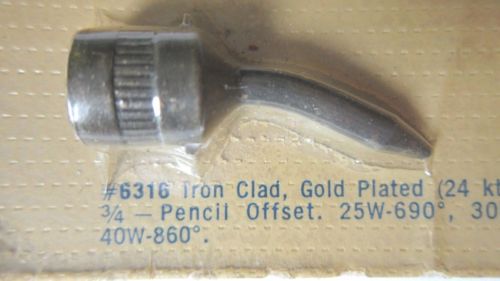 #6316 Iron Clad, Gold Plated (24 kt
¾ — Pencil Offset. 25W-690°, 30
40W-860°.